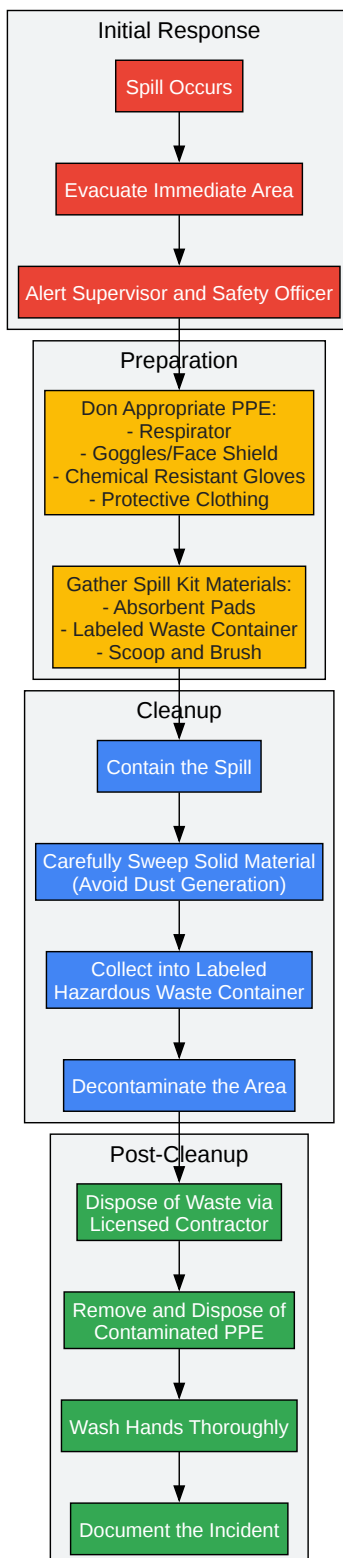 Initial Response
Spill Occurs
Evacuate Immediate Area
Alert Supervisor and Safety Officer
Preparation
Don Appropriate PPE:
- Respirator
- Goggles/Face Shield
- Chemical Resistant Gloves
- Protective Clothing
Gather Spill Kit Materials:
- Absorbent Pads
- Labeled Waste Container
- Scoop and Brush
Cleanup
Contain the Spill
Carefully Sweep Solid Material
(Avoid Dust Generation)
Collect into Labeled
Hazardous Waste Container
Decontaminate the Area
Post-Cleanup
Dispose of Waste via
Licensed Contractor
Remove and Dispose of
Contaminated PPE
Wash Hands Thoroughly
Document the Incident